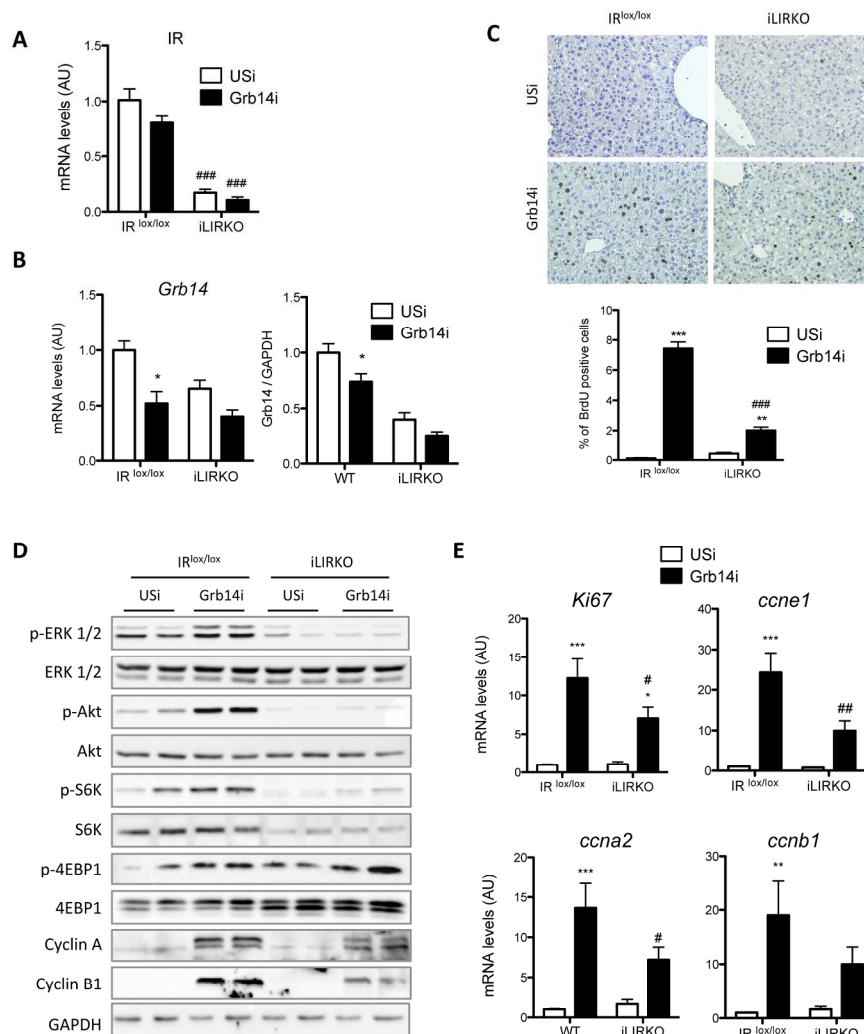 A
IR
mRNA levels (AU)
1.5
1.0
0.5
0.0
USi
Grb14i
###
###
IR lox/lox
iLIRKO
B
Grb14
mRNA levels (AU)
1.5
1.0
0.5
0.0
*
IR lox/lox
iLIRKO
Grb14 / GAPDH
1.5
1.0
0.5
0.0
*
USi
Grb14i
WT
iLIRKO
C
IR lox/lox
iLIRKO
USi
Grb14i
% of BrdU positive cells
10
8
6
4
2
0
USi
Grb14i
***
###
**
IR lox/lox
iLIRKO
D
IR lox/lox
iLIRKO
USi
Grb14i
USi
Grb14i
p-ERK 1/2
ERK 1/2
p-Akt
Akt
p-S6K
S6K
p-4EBP1
4EBP1
Cyclin A
Cyclin B1
GAPDH
E
USi
Grb14i
Ki67
mRNA levels (AU)
20
15
10
5
0
***
#
*
IR lox/lox
iLIRKO
ccne1
40
30
20
10
0
***
##
IR lox/lox
iLIRKO
ccna2
mRNA levels (AU)
20
15
10
5
0
***
#
WT
iLIRKO
ccnb1
30
20
10
0
**
IR lox/lox
iLIRKO